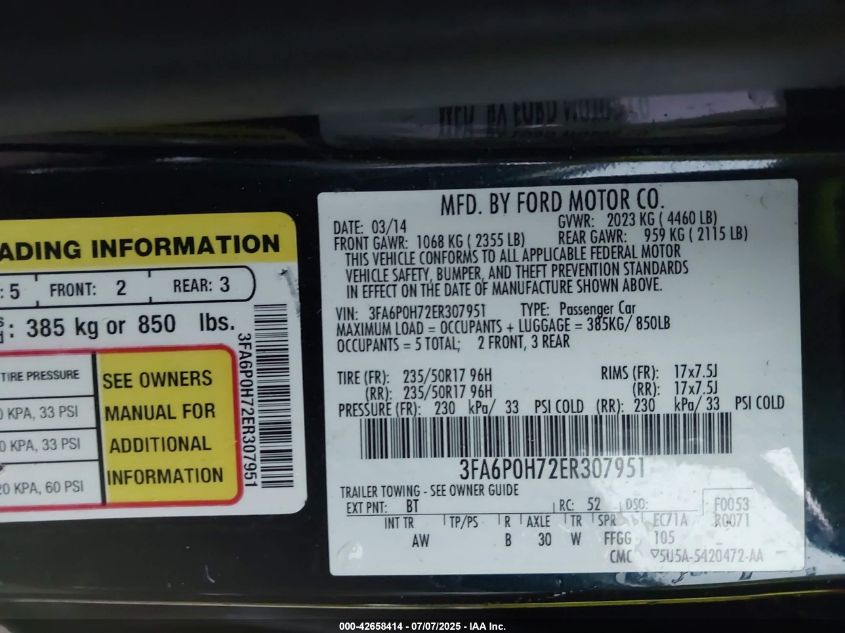 ADING INFORMATION
: 5 FRONT: 2 REAR: 3
: 385 kg or 850 lbs.
TIRE PRESSURE
KPA, 33 PSI
KPA, 33 PSI
KPA, 60 PSI
SEE OWNERS
MANUAL FOR
ADDITIONAL
INFORMATION
3FA6P0H72ER307951
MFD. BY FORD MOTOR CO.
DATE: 03/14 GVWR: 2023 KG ( 4460 LB)
FRONT GAWR: 1068 KG ( 2355 LB) REAR GAWR: 959 KG ( 2115 LB)
THIS VEHICLE CONFORMS TO ALL APPLICABLE FEDERAL MOTOR
VEHICLE SAFETY, BUMPER, AND THEFT PREVENTION STANDARDS
IN EFFECT ON THE DATE OF MANUFACTURE SHOWN ABOVE.
VIN: 3FA6P0H72ER307951 TYPE: Passenger Car
MAXIMUM LOAD = OCCUPANTS + LUGGAGE = 385KG/ 850LB
OCCUPANTS = 5 TOTAL; 2 FRONT, 3 REAR
TIRE (FR): 235/50R17 96H RIMS (FR): 17x7.5J
(RR): 235/50R17 96H (RR): 17x7.5J
PRESSURE (FR): 230 kPa/ 33 PSI COLD (RR): 230 kPa/ 33 PSI COLD
3FA6P0H72ER307951
TRAILER TOWING - SEE OWNER GUIDE
EXT PNT: BT RC: 52 DSO: F0053
INT TR TP/PS R AXLE TR SPR EC71A R0071
AW B 30 W FFGG 105
CMC 5U5A-5420472-AA
000-42658414 / 07/07/2025 - IAA Inc.